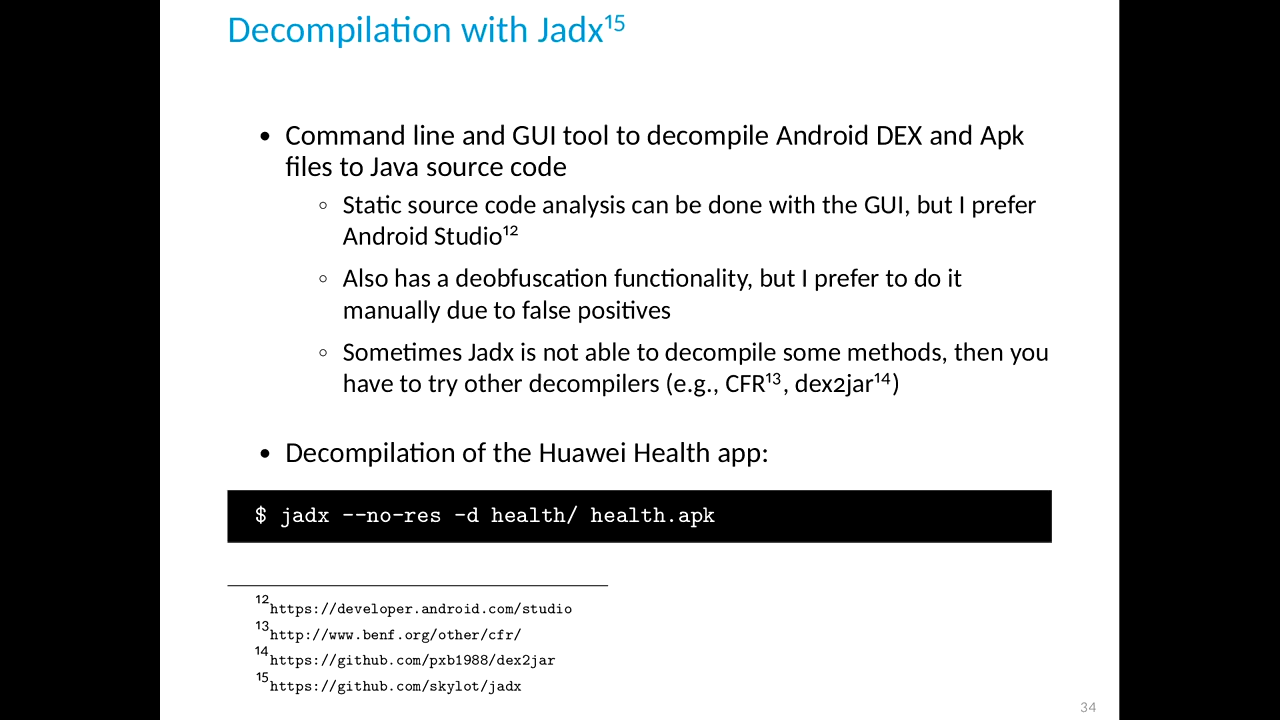 Decompilation with Jadx¹⁵
• Command line and GUI tool to decompile Android DEX and Apk
files to Java source code
◦ Static source code analysis can be done with the GUI, but I prefer
Android Studio¹²
◦ Also has a deobfuscation functionality, but I prefer to do it
manually due to false positives
◦ Sometimes Jadx is not able to decompile some methods, then you
have to try other decompilers (e.g., CFR¹³, dex2jar¹⁴)
• Decompilation of the Huawei Health app:
$ jadx --no-res -d health/ health.apk
¹²https://developer.android.com/studio
¹³http://www.benf.org/other/cfr/
¹⁴https://github.com/pxb1988/dex2jar
¹⁵https://github.com/skylot/jadx
34